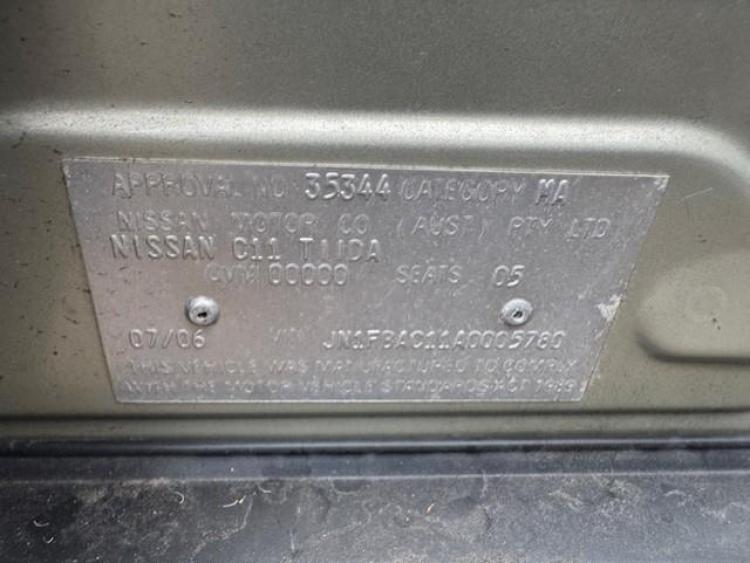 APPROVAL NO 35344 CATEGORY MA
NISSAN MOTOR CO (AUST) PTY LTD
NISSAN C11 TIIDA
GVM 00000 SEATS 05
07/06 VIN JN1FBAC11A0005780
THIS VEHICLE WAS MANUFACTURED TO COMPLY
WITH THE MOTOR VEHICLE STANDARDS ACT 1989